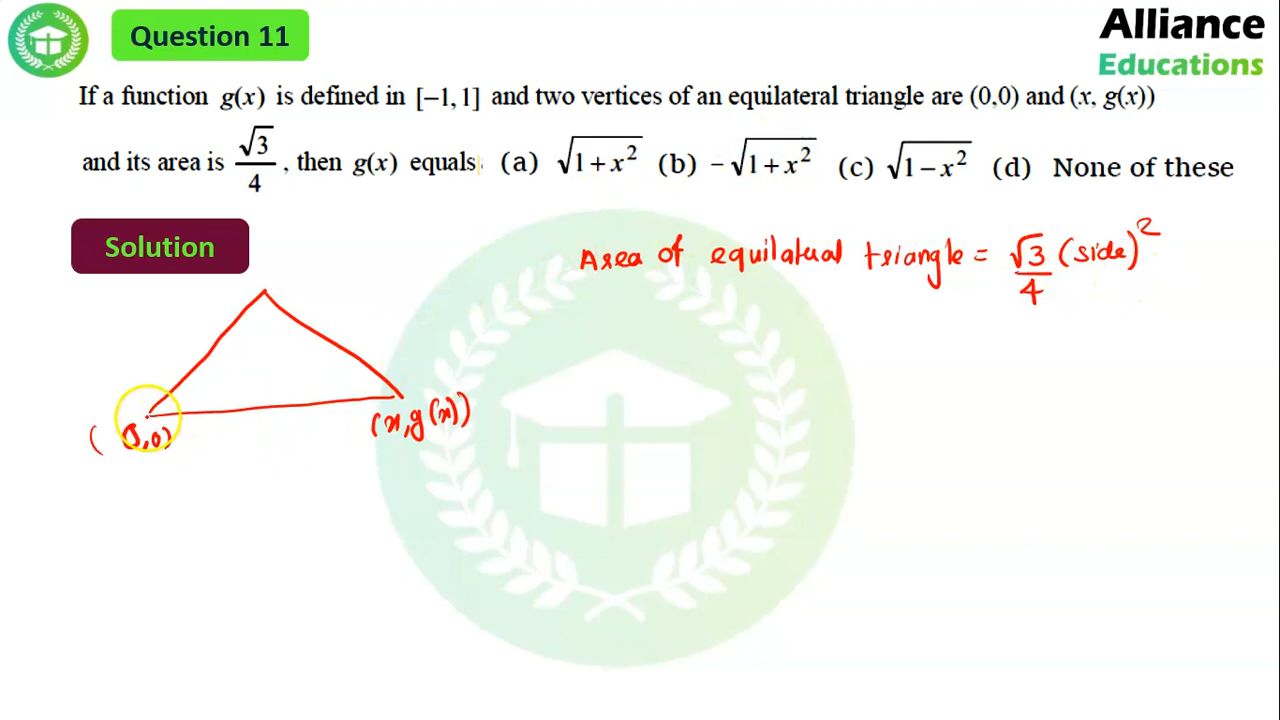 Question 11
Alliance
Educations
If a function g(x) is defined in [−1,1] and two vertices of an equilateral triangle are (0,0) and (x, g(x))
and its area is √3/4, then g(x) equals (a) √(1+x²) (b) −√(1+x²) (c) √(1−x²) (d) None of these
Solution
Area of equilateral triangle = √3/4 (side)²
(0,0)
(x,g(x))